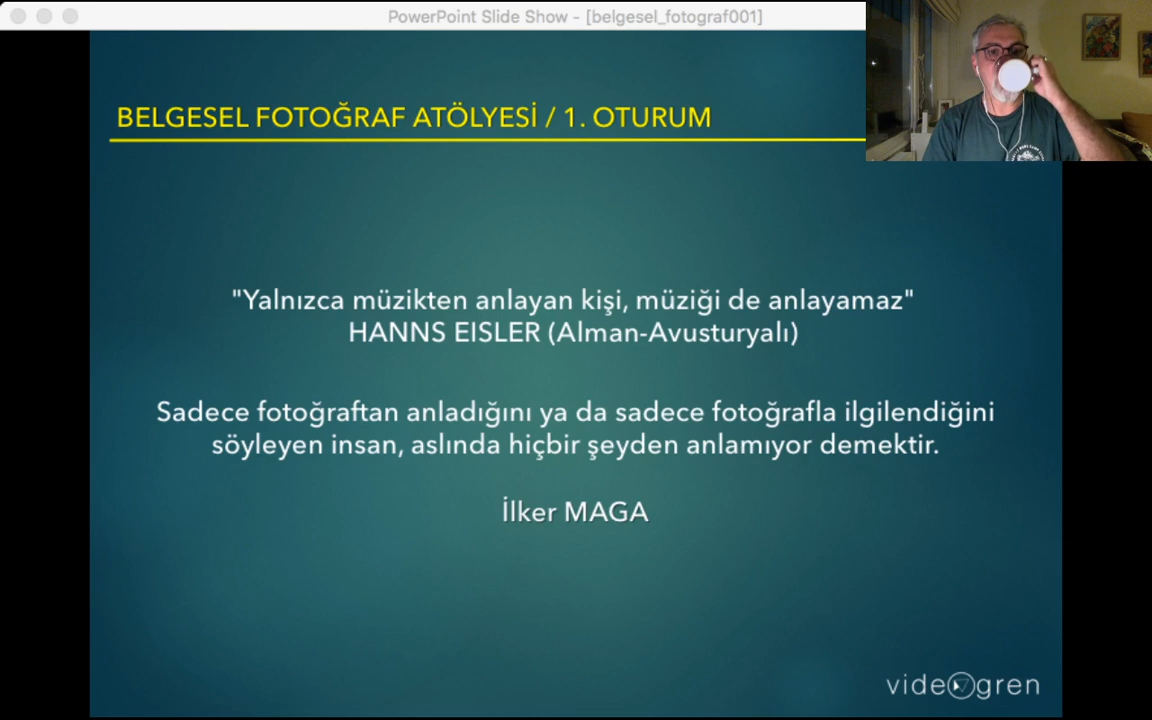 PowerPoint Slide Show - [belgesel_fotograf001]
BELGESEL FOTOĞRAF ATÖLYESİ / 1. OTURUM
"Yalnızca müzikten anlayan kişi, müziği de anlayamaz"
HANNS EISLER (Alman-Avusturyalı)
Sadece fotoğraftan anladığını ya da sadece fotoğrafla ilgilendiğini
söyleyen insan, aslında hiçbir şeyden anlamıyor demektir.
İlker MAGA
videogren